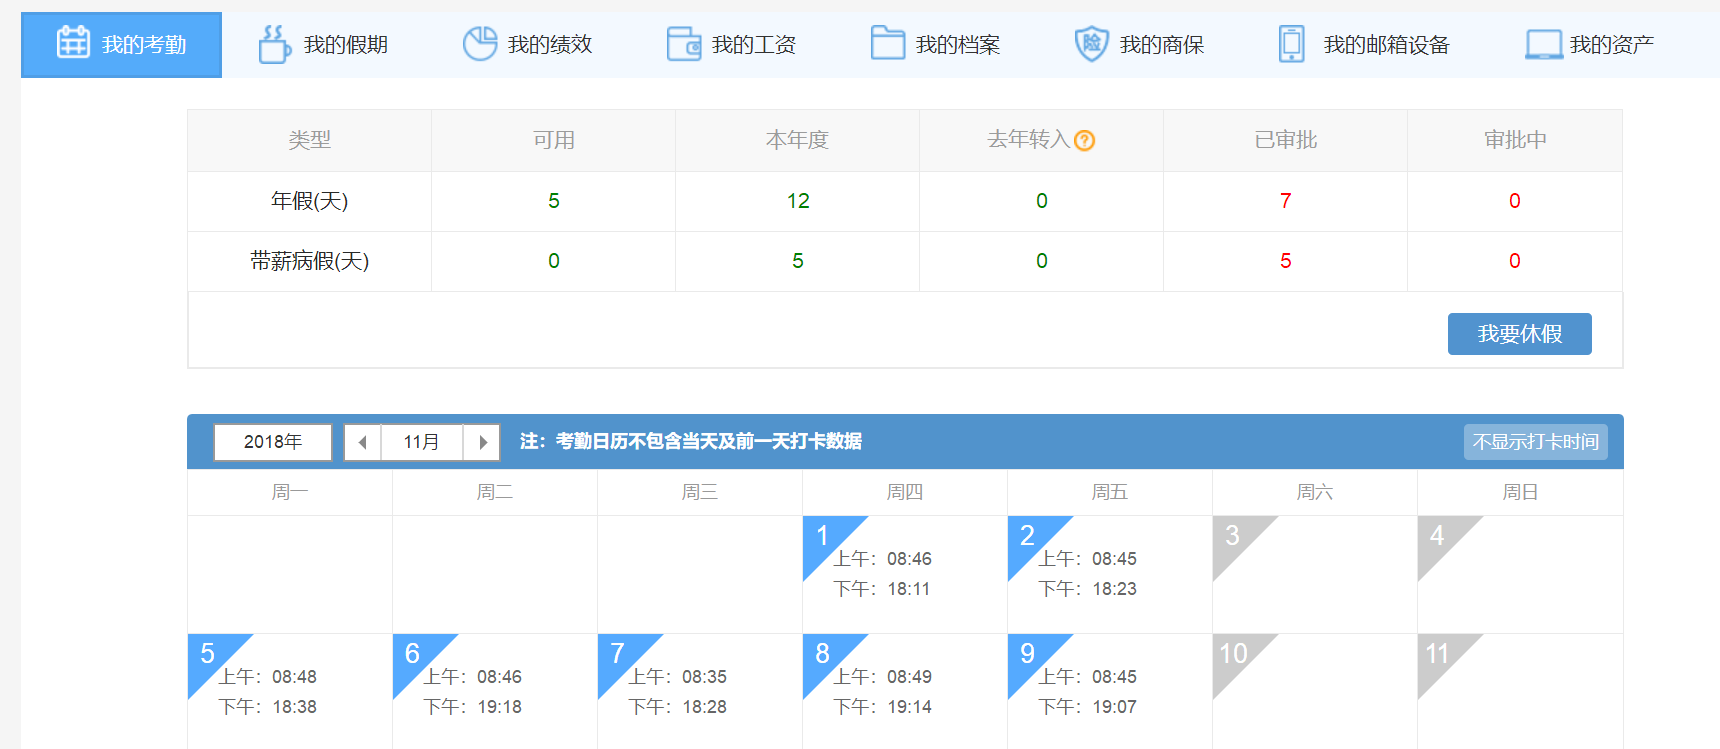 我的考勤 我的假期 我的绩效 我的工资 我的档案 险 我的商保 我的邮箱设备 我的资产
类型 可用 本年度 去年转入 ? 已审批 审批中
年假(天) 5 12 0 7 0
带薪病假(天) 0 5 0 5 0
我要休假
2018年 11月 注：考勤日历不包含当天及前一天打卡数据 不显示打卡时间
周一 周二 周三 周四 周五 周六 周日
1 2 3 4
上午：08:46 上午：08:45
下午：18:11 下午：18:23
5 6 7 8 9 10 11
上午：08:48 上午：08:46 上午：08:35 上午：08:49 上午：08:45
下午：18:38 下午：19:18 下午：18:28 下午：19:14 下午：19:07